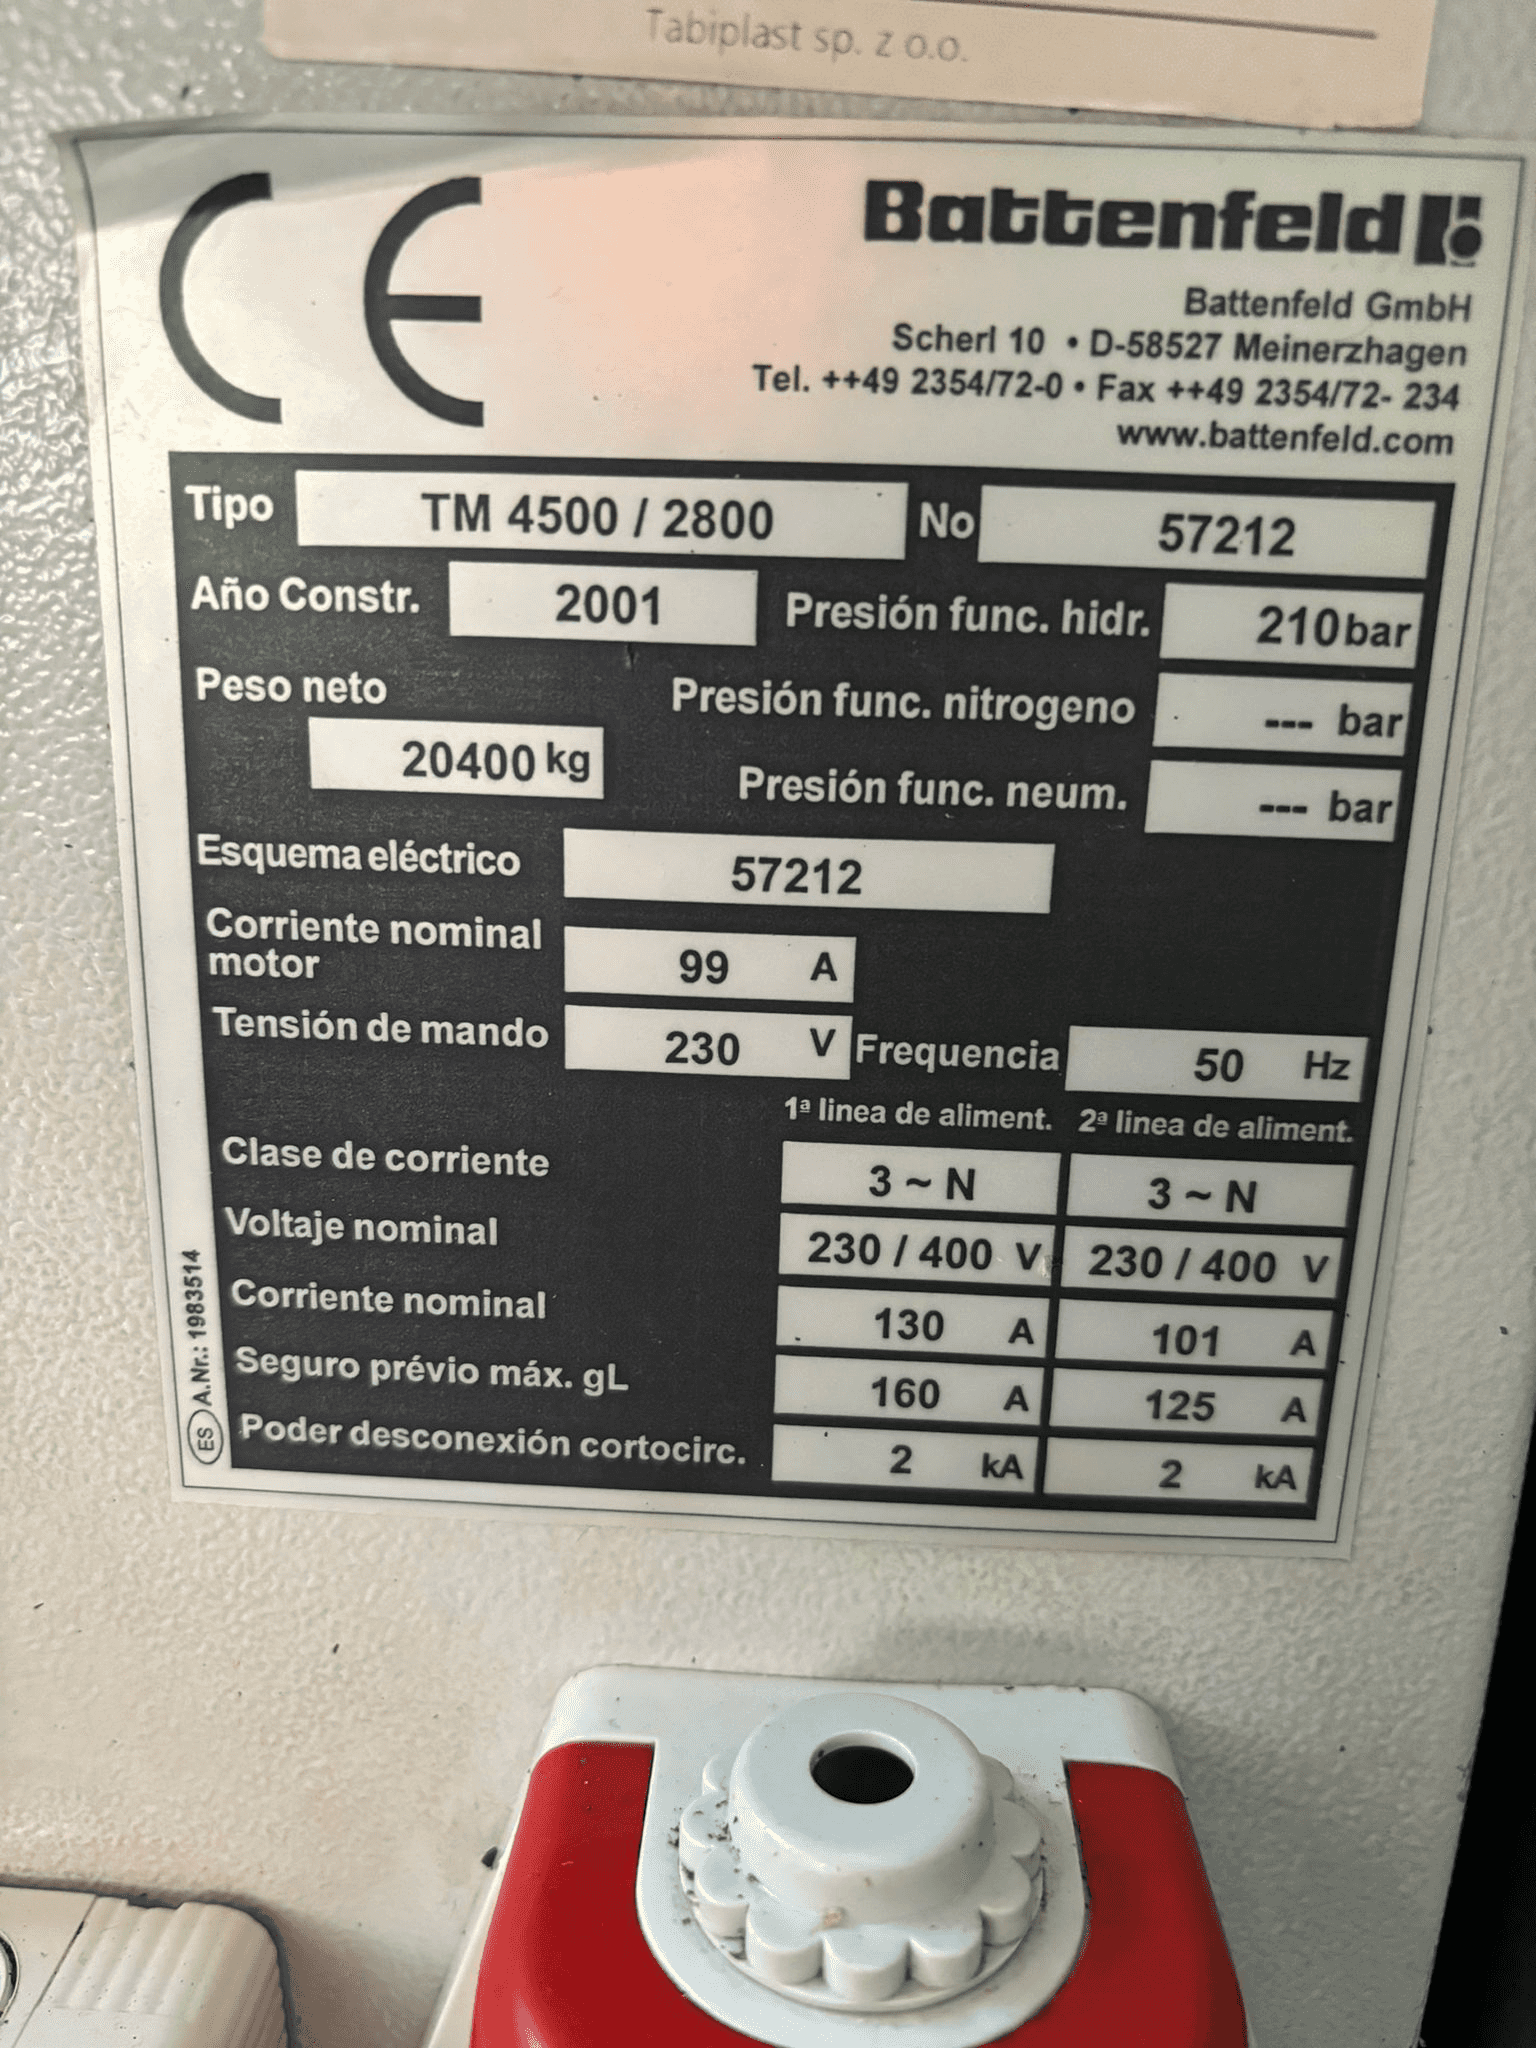 Tabiplast sp. z o.o.
CE
Battenfeld
Battenfeld GmbH
Scherl 10 • D-58527 Meinerzhagen
Tel. ++49 2354/72-0 • Fax ++49 2354/72- 234
www.battenfeld.com
Tipo TM 4500 / 2800 No 57212
Año Constr. 2001 Presión func. hidr. 210 bar
Peso neto Presión func. nitrogeno --- bar
20400 kg Presión func. neum. --- bar
Esquema eléctrico 57212
Corriente nominal
motor 99 A
Tensión de mando 230 V Frequencia 50 Hz
1ª linea de aliment. 2ª linea de aliment.
Clase de corriente 3 ~ N 3 ~ N
Voltaje nominal 230 / 400 V 230 / 400 V
Corriente nominal 130 A 101 A
Seguro prévio máx. gL 160 A 125 A
Poder desconexión cortocirc. 2 kA 2 kA
ES A.Nr.: 1983514